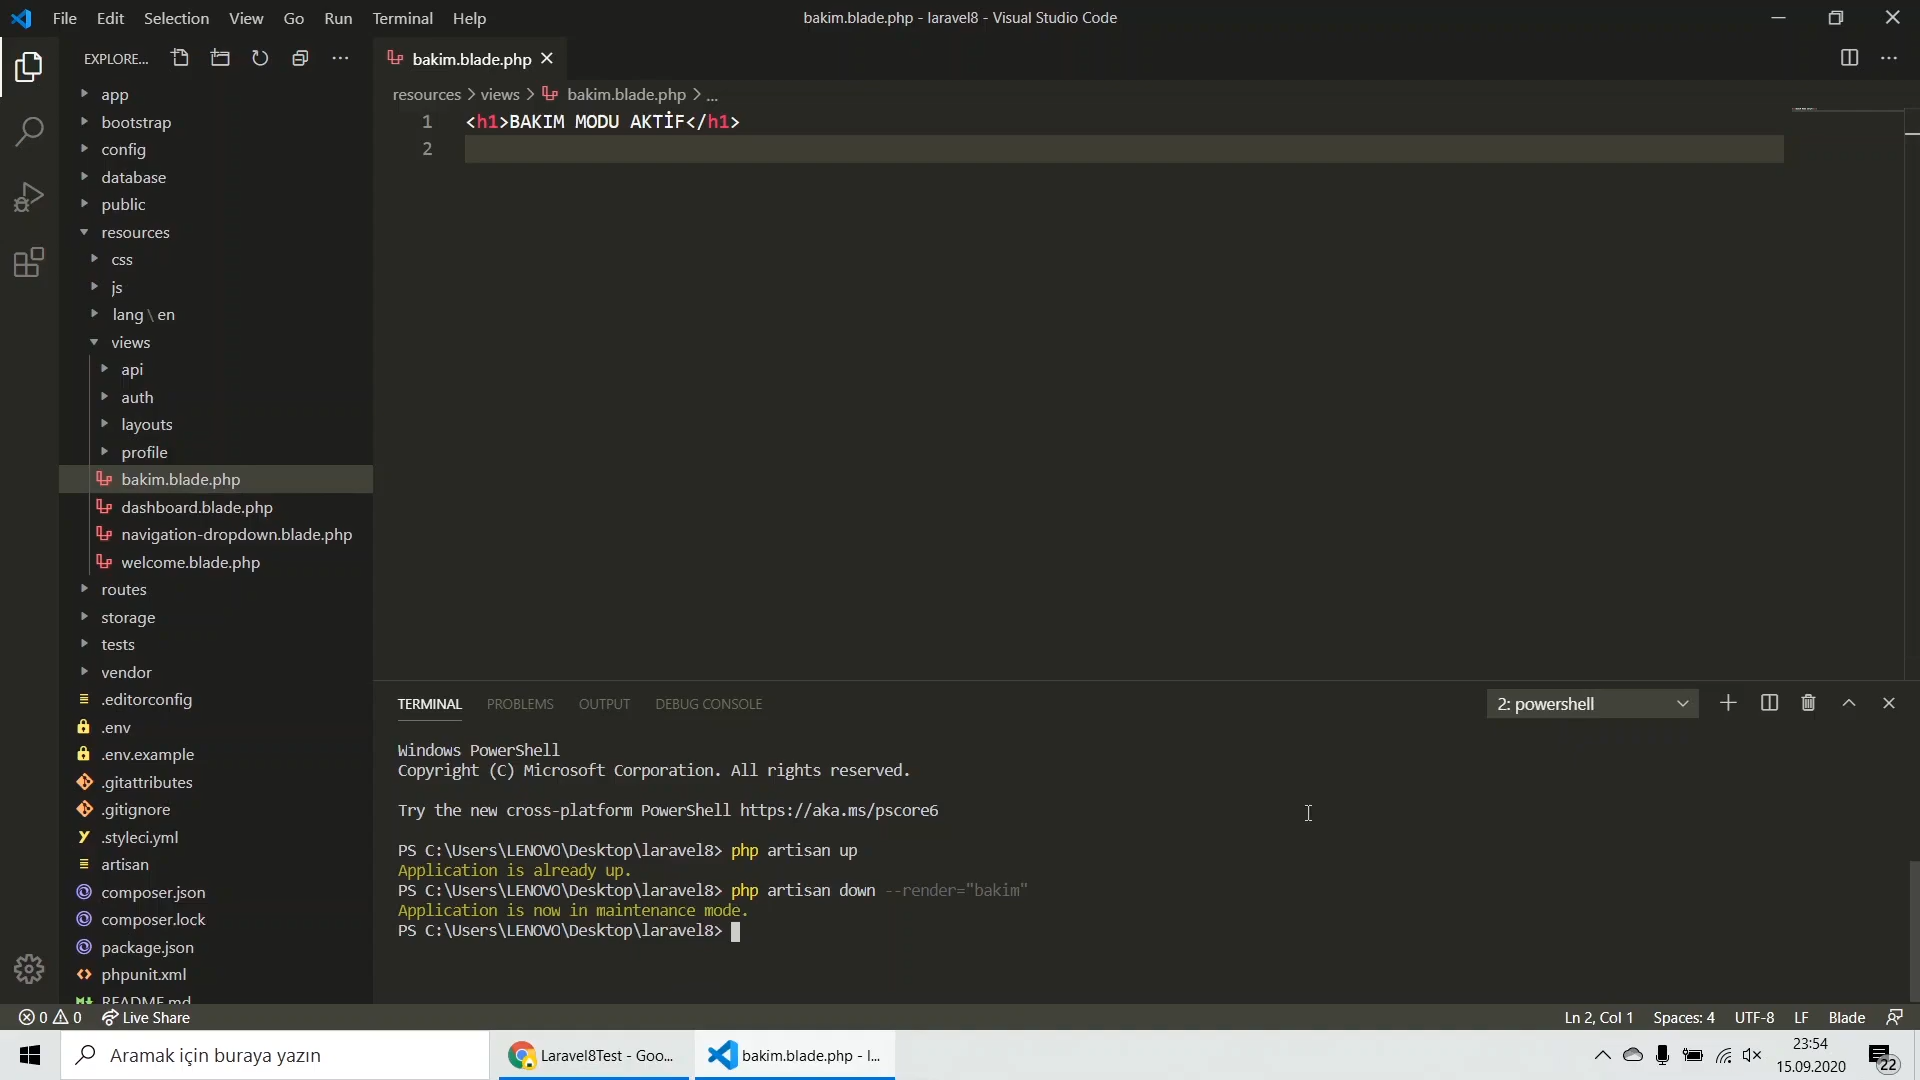 File Edit Selection View Go Run Terminal Help
bakim.blade.php - laravel8 - Visual Studio Code
EXPLORE...
bakim.blade.php
resources > views > bakim.blade.php > ...
1 <h1>BAKIM MODU AKTİF</h1>
2
app
bootstrap
config
database
public
resources
css
js
lang \ en
views
api
auth
layouts
profile
bakim.blade.php
dashboard.blade.php
navigation-dropdown.blade.php
welcome.blade.php
routes
storage
tests
vendor
.editorconfig
.env
.env.example
.gitattributes
.gitignore
.styleci.yml
artisan
composer.json
composer.lock
package.json
phpunit.xml
README.md
TERMINAL PROBLEMS OUTPUT DEBUG CONSOLE
2: powershell
Windows PowerShell
Copyright (C) Microsoft Corporation. All rights reserved.
Try the new cross-platform PowerShell https://aka.ms/pscore6
PS C:\Users\LENOVO\Desktop\laravel8> php artisan up
Application is already up.
PS C:\Users\LENOVO\Desktop\laravel8> php artisan down --render="bakim"
Application is now in maintenance mode.
PS C:\Users\LENOVO\Desktop\laravel8>
0 0 Live Share
Ln 2, Col 1 Spaces: 4 UTF-8 LF Blade
Aramak için buraya yazın
Laravel8Test - Goo...
bakim.blade.php - l...
23:54
15.09.2020
22